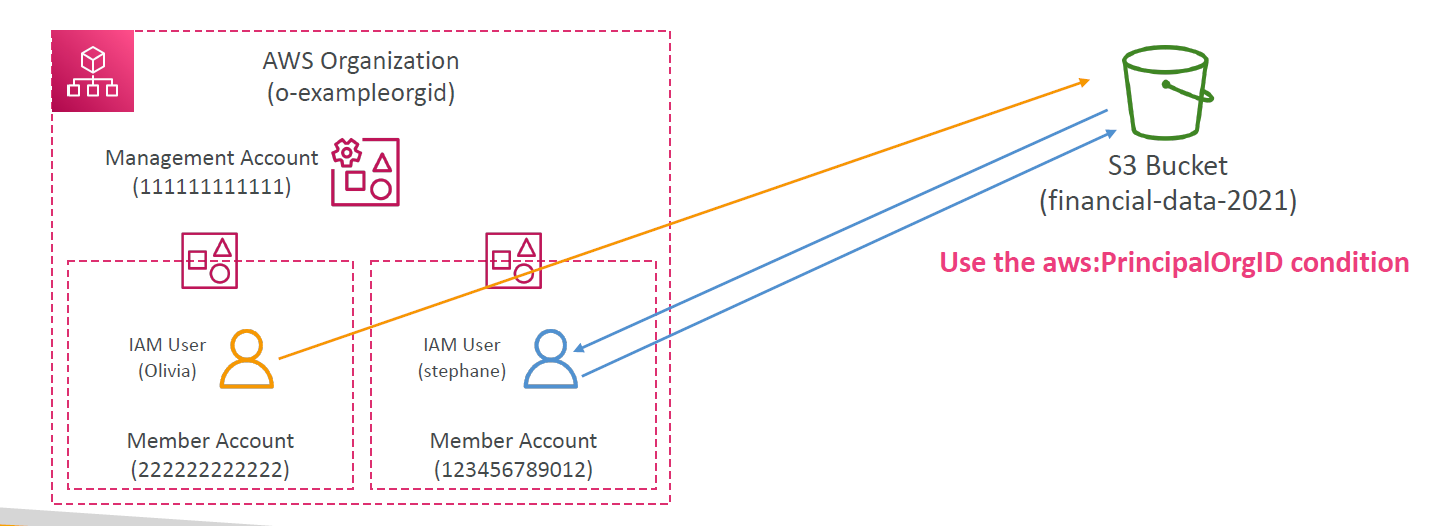 AWS Organization
(o-exampleorgid)
Management Account
(111111111111)
IAM User
(Olivia)
Member Account
(222222222222)
IAM User
(stephane)
Member Account
(123456789012)
S3 Bucket
(financial-data-2021)
Use the aws:PrincipalOrgID condition